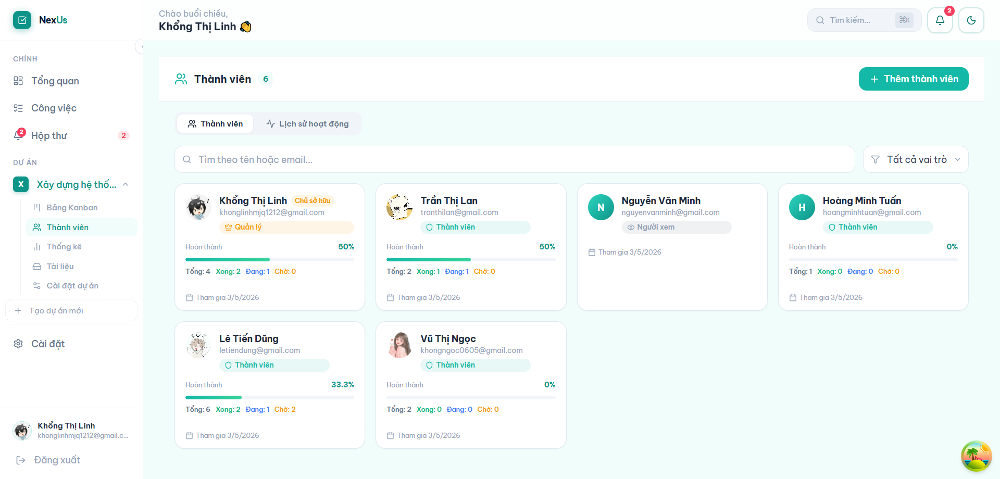 NexUs
Chào buổi chiều,
Khổng Thị Linh 👋
Tìm kiếm...
⌘K
2
CHÍNH
Tổng quan
Công việc
2
Hộp thư
2
DỰ ÁN
X
Xây dựng hệ thố...
Bảng Kanban
Thành viên
Thống kê
Tài liệu
Cài đặt dự án
Tạo dự án mới
Cài đặt
Khổng Thị Linh
khonglinhmjq1212@gmail.c...
Đăng xuất
Thành viên
6
Thêm thành viên
Thành viên
Lịch sử hoạt động
Tìm theo tên hoặc email...
Tất cả vai trò
Khổng Thị Linh
Chủ sở hữu
khonglinhmjq1212@gmail.com
Quản lý
Hoàn thành 50%
Tổng: 4 Xong: 2 Đang: 1 Chờ: 0
Tham gia 3/5/2026
Trần Thị Lan
tranthilan@gmail.com
Thành viên
Hoàn thành 50%
Tổng: 2 Xong: 1 Đang: 1 Chờ: 0
Tham gia 3/5/2026
N
Nguyễn Văn Minh
nguyenvanminh@gmail.com
Người xem
Tham gia 3/5/2026
H
Hoàng Minh Tuấn
hoangminhtuan@gmail.com
Thành viên
Hoàn thành 0%
Tổng: 1 Xong: 0 Đang: 0 Chờ: 0
Tham gia 3/5/2026
Lê Tiến Dũng
letiendung@gmail.com
Thành viên
Hoàn thành 33.3%
Tổng: 6 Xong: 2 Đang: 1 Chờ: 2
Tham gia 3/5/2026
Vũ Thị Ngọc
khongngoc0605@gmail.com
Thành viên
Hoàn thành 0%
Tổng: 2 Xong: 0 Đang: 0 Chờ: 0
Tham gia 3/5/2026